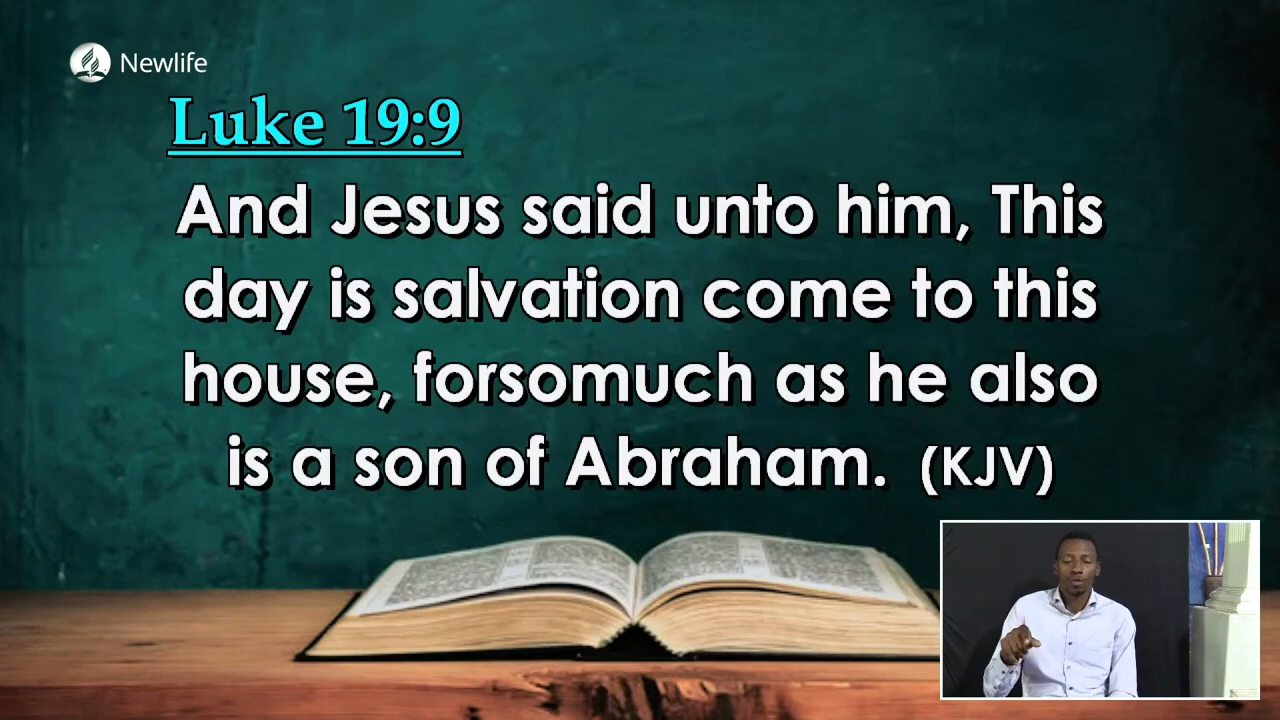 Newlife
Luke 19:9
And Jesus said unto him, This
day is salvation come to this
house, forsomuch as he also
is a son of Abraham. (KJV)